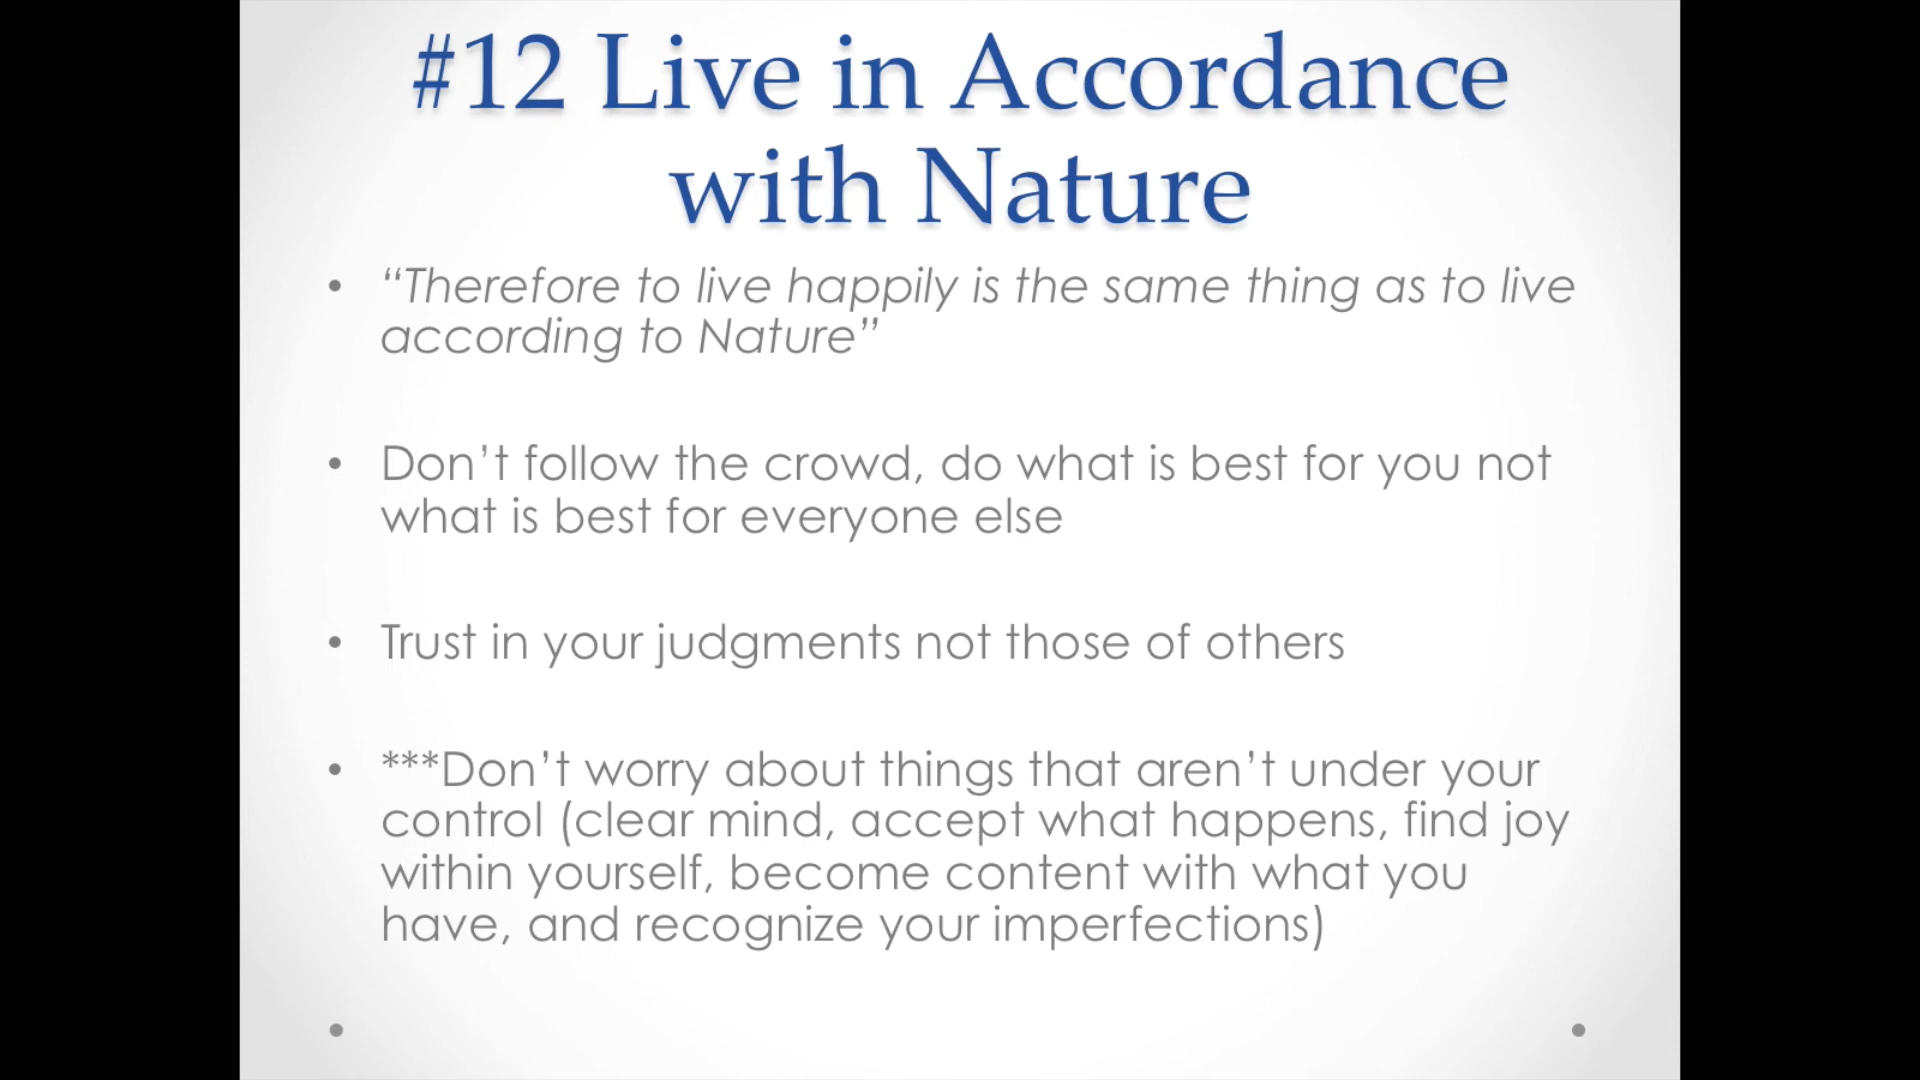 #12 Live in Accordance
with Nature
• “Therefore to live happily is the same thing as to live
according to Nature”
• Don’t follow the crowd, do what is best for you not
what is best for everyone else
• Trust in your judgments not those of others
• ***Don’t worry about things that aren’t under your
control (clear mind, accept what happens, find joy
within yourself, become content with what you
have, and recognize your imperfections)